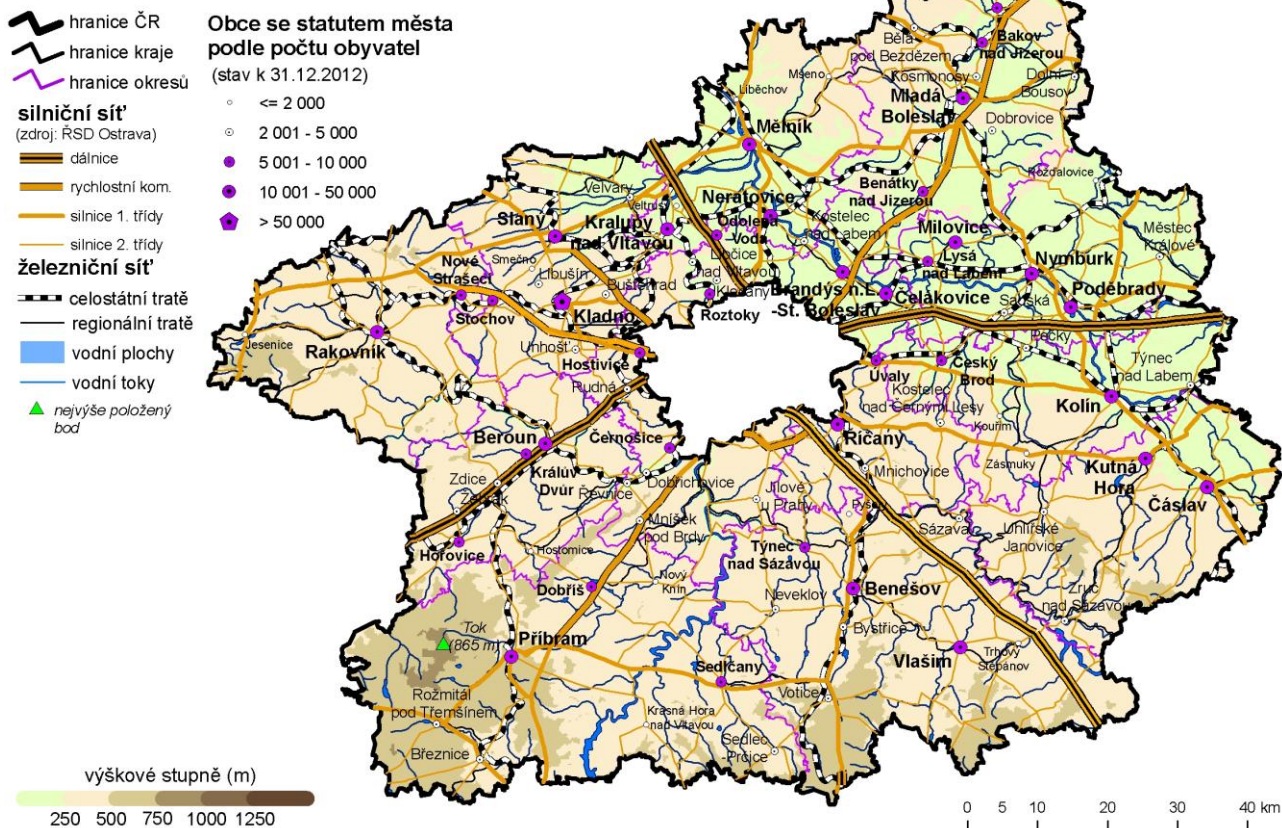 hranice ČR
hranice kraje
hranice okresů
silniční síť
(zdroj: ŘSD Ostrava)
dálnice
rychlostní kom.
silnice 1. třídy
silnice 2. třídy
železniční síť
celostátní tratě
regionální tratě
vodní plochy
vodní toky
nejvýše položený
bod
Obce se statutem města
podle počtu obyvatel
(stav k 31.12.2012)
<= 2 000
2 001 - 5 000
5 001 - 10 000
10 001 - 50 000
> 50 000
Bakov
nad Jizerou
Bělá
pod Bezdězem
Kosmonosy
Dolní
Bousov
Mšeno
Liběchov
Mladá
Boleslav
Dobrovice
Mělník
Rožďalovice
Benátky
nad Jizerou
Velvary
Veltrusy
Neratovice
Kostelec
nad Labem
Městec
Králové
Slaný
Kralupy
nad Vltavou
Odolena
Voda
Milovice
Lysá
nad Labem
Nymburk
Libčice
nad Vltavou
Nové
Strašecí
Smečno
Libušín
Buštěhrad
Klecany
Brandýs n.L.
-St. Boleslav
Čelákovice
Sadská
Poděbrady
Stochov
Kladno
Roztoky
Rakovník
Jesenice
Unhošť
Hostivice
Rudná
Pečky
Týnec
nad Labem
Úvaly
Český
Brod
Kostelec
nad Černými lesy
Kolín
Kouřim
Beroun
Černošice
Říčany
Zásmuky
Kutná
Hora
Králův
Dvůr
Zdice
Žebrák
Řevnice
Dobřichovice
Mnichovice
Čáslav
Jílové
u Prahy
Pyšely
Mníšek
pod Brdy
Sázava
Uhlířské
Janovice
Hořovice
Hostomice
Týnec
nad Sázavou
Nový
Knín
Dobříš
Neveklov
Benešov
Zruč
nad Sázavou
Tok
(865 m)
Příbram
Bystřice
Vlašim
Trhový
Štěpánov
Sedlčany
Votice
Rožmitál
pod Třemšínem
Krásná Hora
nad Vltavou
Březnice
Sedlec
-Prčice
výškové stupně (m)
250 500 750 1000 1250
0 5 10 20 30 40 km